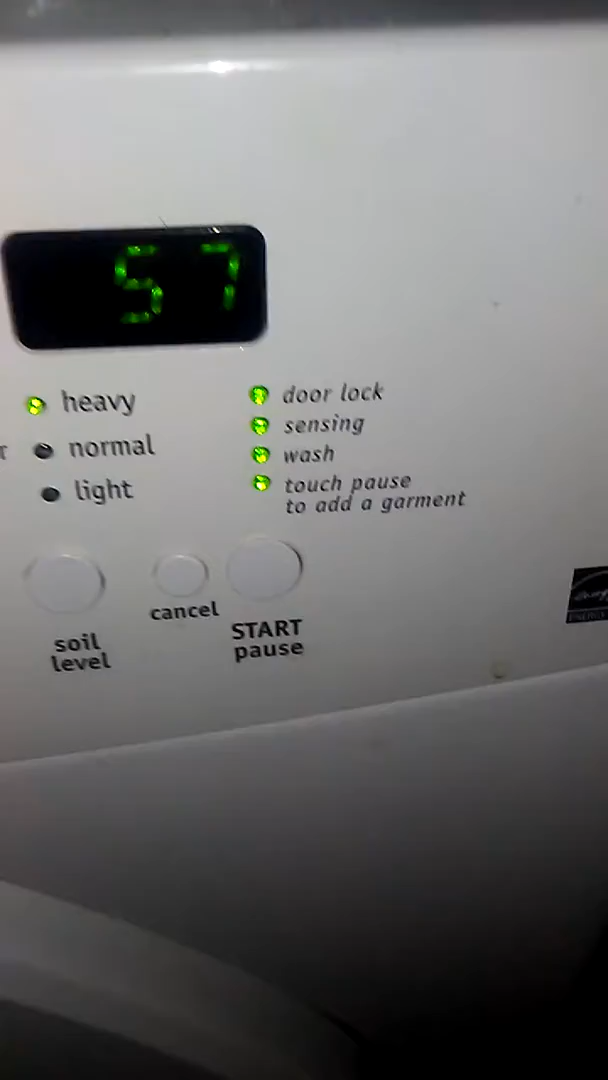 57
heavy
normal
light
door lock
sensing
wash
touch pause
to add a garment
soil
level
cancel
START
pause